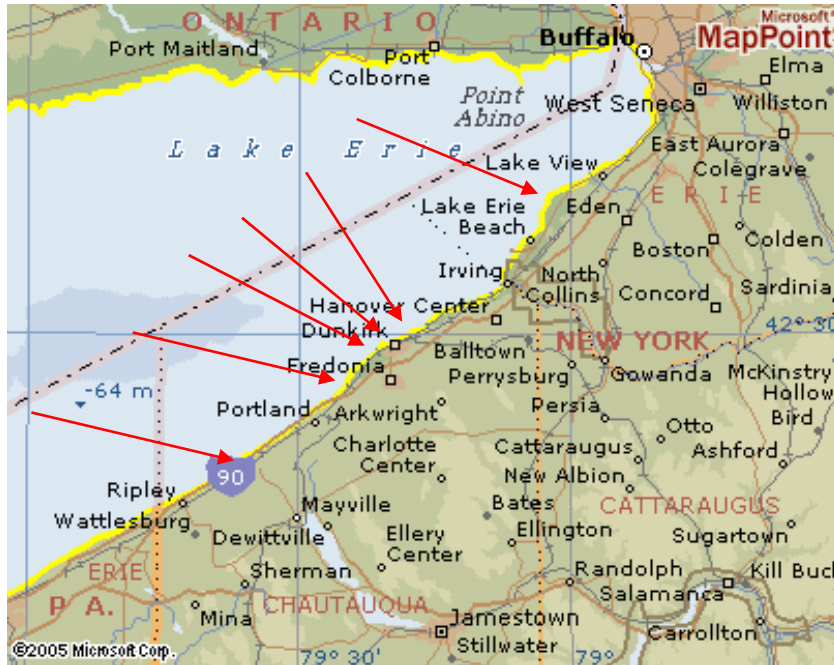 ONTARIO
Microsoft
MapPoint
Port Maitland
Buffalo
Port
Colborne
Elma
Point
Abino
West Seneca
Williston
Lake Erie
East Aurora
Colegrave
Lake View
ERIE
Lake Erie
Beach
Eden
Colden
Boston
Irving
North
Collins
Sardinia
Hanover Center
Concord
Dunkirk
42° 30
NEW YORK
Balltown
Fredonia
Perrysburg
Gowanda
McKinstry
Hollow
Bird
-64 m
Portland
Arkwright
Persia
Otto
Charlotte
Center
Cattaraugus
Ashford
90
New Albion
Ripley
Mayville
Bates
CATTARAUGUS
Wattlesburg
Dewittville
Ellery
Center
Ellington
Sugartown
ERIE
Sherman
Randolph
Kill Buc
Salamanca
PA.
Mina
CHAUTAUQUA
Jamestown
Carrollton
Stillwater
©2005 Microsoft Corp.
79° 30'
79°